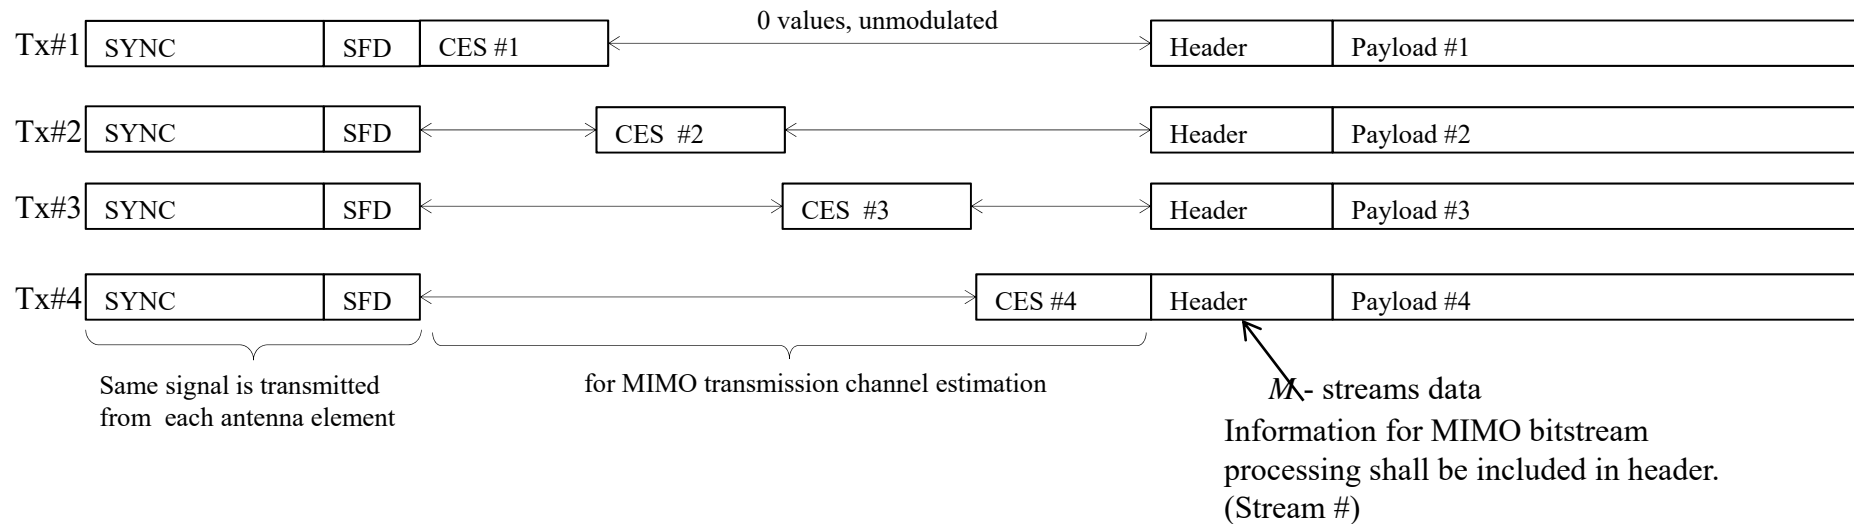 0 values, unmodulated
Tx#1 SYNC SFD CES #1 Header Payload #1
Tx#2 SYNC SFD CES #2 Header Payload #2
Tx#3 SYNC SFD CES #3 Header Payload #3
Tx#4 SYNC SFD CES #4 Header Payload #4
Same signal is transmitted
from each antenna element
for MIMO transmission channel estimation
M - streams data
Information for MIMO bitstream
processing shall be included in header.
(Stream #)